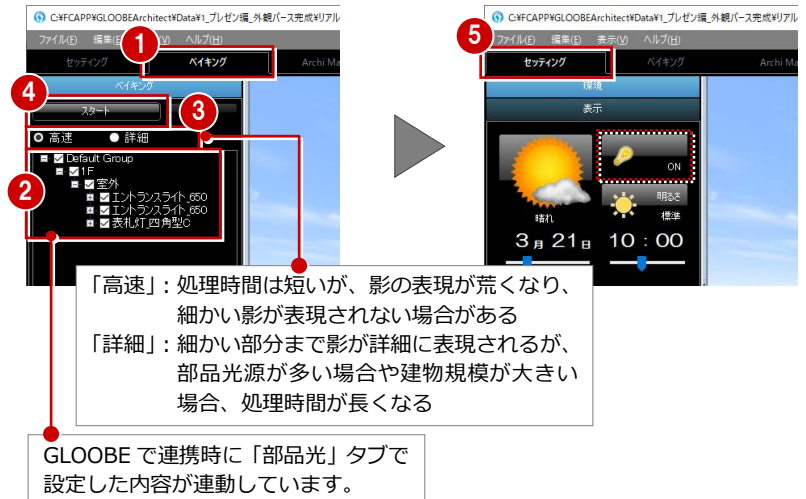 C:¥FCAPP¥GLOOBEArchitect¥Data¥1_プレゼン編_外観パース完成¥リアル
ファイル(F) 編集(E) (V) ヘルプ(H)
1
セッティング ベイキング Archi Ma
ベイキング
4
スタート
3
高速 詳細
2
Default Group
1F
室外
エントランスライト_650
エントランスライト_650
表札灯_四角型C
C:¥FCAPP¥GLOOBEArchitect¥Data¥1_プレゼン編_外観パース完成¥リアル
5
ファイル(F) 編集(E) 表示(V) ヘルプ(H)
セッティング ベイキング Archi Ma
環境
表示
ON
晴れ
明るさ
標準
3月21日 10:00
「高速」：処理時間は短いが、影の表現が荒くなり、
細かい影が表現されない場合がある
「詳細」：細かい部分まで影が詳細に表現されるが、
部品光源が多い場合や建物規模が大きい
場合、処理時間が長くなる
GLOOBE で連携時に「部品光」タブで
設定した内容が連動しています。